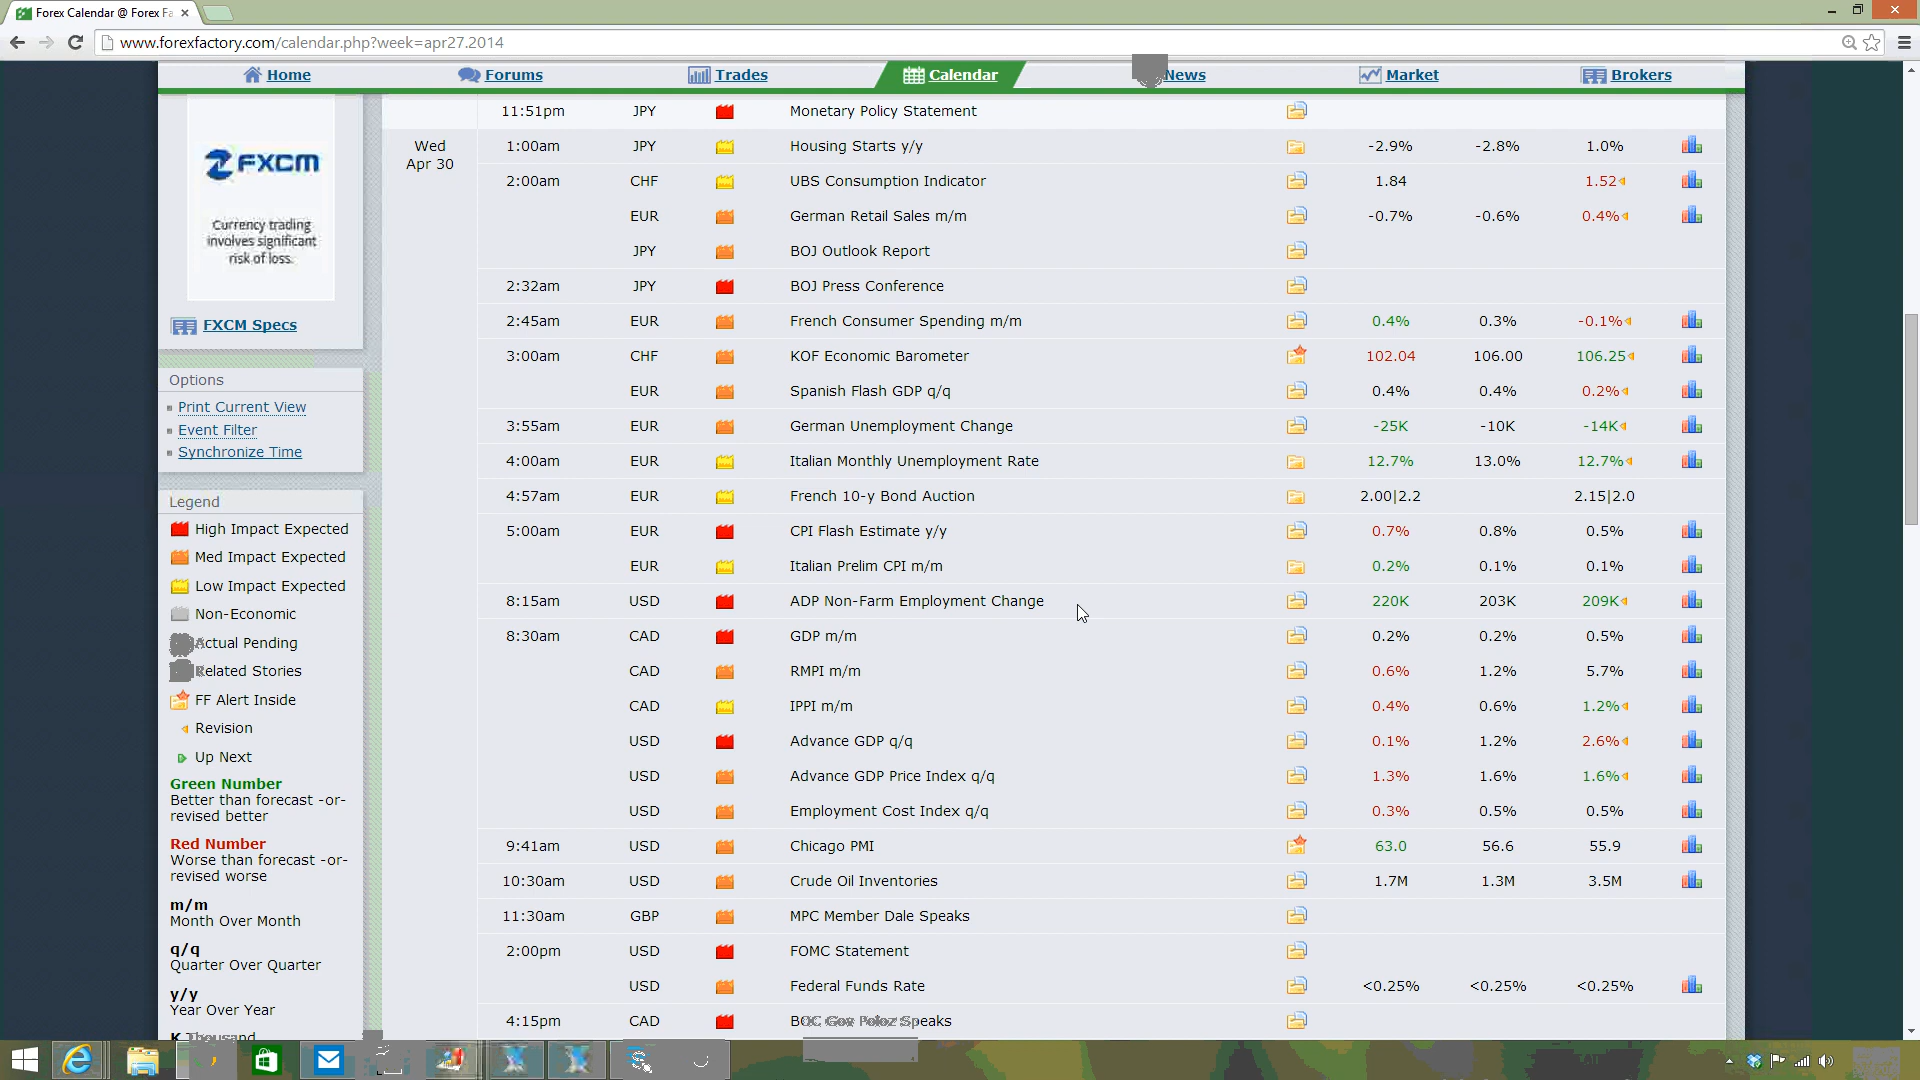 Forex Calendar @ Forex Fa
www.forexfactory.com/calendar.php?week=apr27.2014
Home Forums Trades Calendar News Market Brokers
FXCM
Currency trading
involves significant
risk of loss.
FXCM Specs
Options
Print Current View
Event Filter
Synchronize Time
Legend
High Impact Expected
Med Impact Expected
Low Impact Expected
Non-Economic
Actual Pending
Related Stories
FF Alert Inside
Revision
Up Next
Green Number
Better than forecast -or-
revised better
Red Number
Worse than forecast -or-
revised worse
m/m
Month Over Month
q/q
Quarter Over Quarter
y/y
Year Over Year
K Thousand
11:51pm JPY Monetary Policy Statement
Wed
Apr 30
1:00am JPY Housing Starts y/y -2.9% -2.8% 1.0%
2:00am CHF UBS Consumption Indicator 1.84 1.52
EUR German Retail Sales m/m -0.7% -0.6% 0.4%
JPY BOJ Outlook Report
2:32am JPY BOJ Press Conference
2:45am EUR French Consumer Spending m/m 0.4% 0.3% -0.1%
3:00am CHF KOF Economic Barometer 102.04 106.00 106.25
EUR Spanish Flash GDP q/q 0.4% 0.4% 0.2%
3:55am EUR German Unemployment Change -25K -10K -14K
4:00am EUR Italian Monthly Unemployment Rate 12.7% 13.0% 12.7%
4:57am EUR French 10-y Bond Auction 2.00|2.2 2.15|2.0
5:00am EUR CPI Flash Estimate y/y 0.7% 0.8% 0.5%
EUR Italian Prelim CPI m/m 0.2% 0.1% 0.1%
8:15am USD ADP Non-Farm Employment Change 220K 203K 209K
8:30am CAD GDP m/m 0.2% 0.2% 0.5%
CAD RMPI m/m 0.6% 1.2% 5.7%
CAD IPPI m/m 0.4% 0.6% 1.2%
USD Advance GDP q/q 0.1% 1.2% 2.6%
USD Advance GDP Price Index q/q 1.3% 1.6% 1.6%
USD Employment Cost Index q/q 0.3% 0.5% 0.5%
9:41am USD Chicago PMI 63.0 56.6 55.9
10:30am USD Crude Oil Inventories 1.7M 1.3M 3.5M
11:30am GBP MPC Member Dale Speaks
2:00pm USD FOMC Statement
USD Federal Funds Rate <0.25% <0.25% <0.25%
4:15pm CAD BOC Gov Poloz Speaks